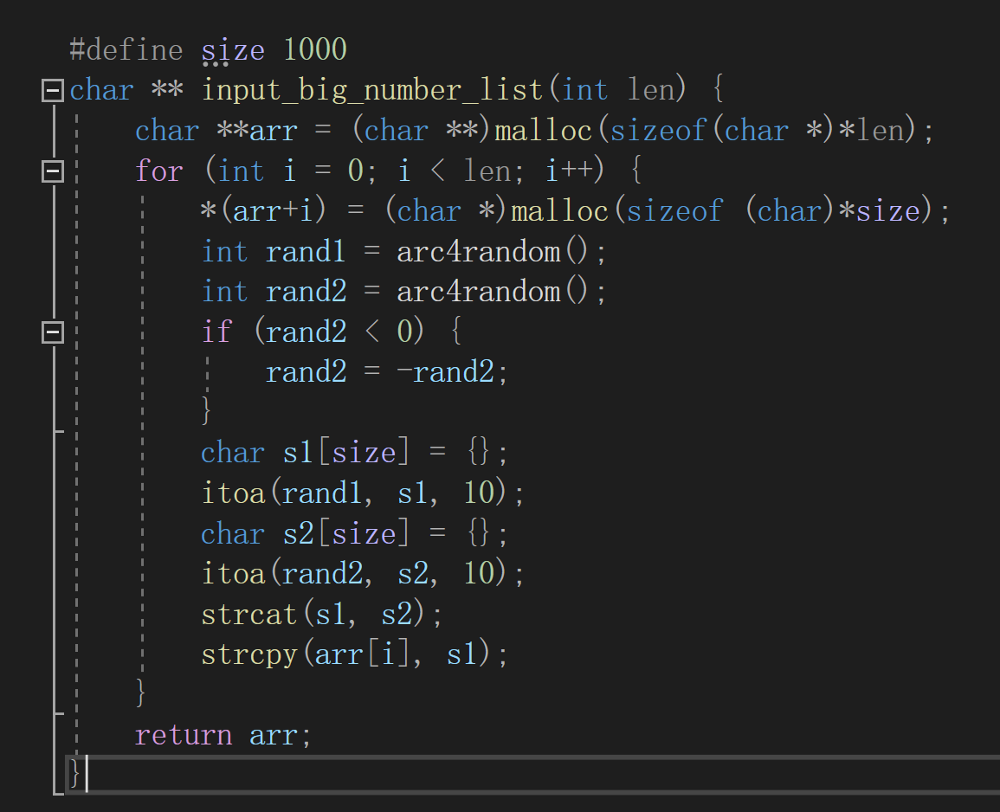 #define size 1000
char ** input_big_number_list(int len) {
    char **arr = (char **)malloc(sizeof(char *)*len);
    for (int i = 0; i < len; i++) {
        *(arr+i) = (char *)malloc(sizeof (char)*size);
        int rand1 = arc4random();
        int rand2 = arc4random();
        if (rand2 < 0) {
            rand2 = -rand2;
        }
        char s1[size] = {};
        itoa(rand1, s1, 10);
        char s2[size] = {};
        itoa(rand2, s2, 10);
        strcat(s1, s2);
        strcpy(arr[i], s1);
    }
    return arr;
}